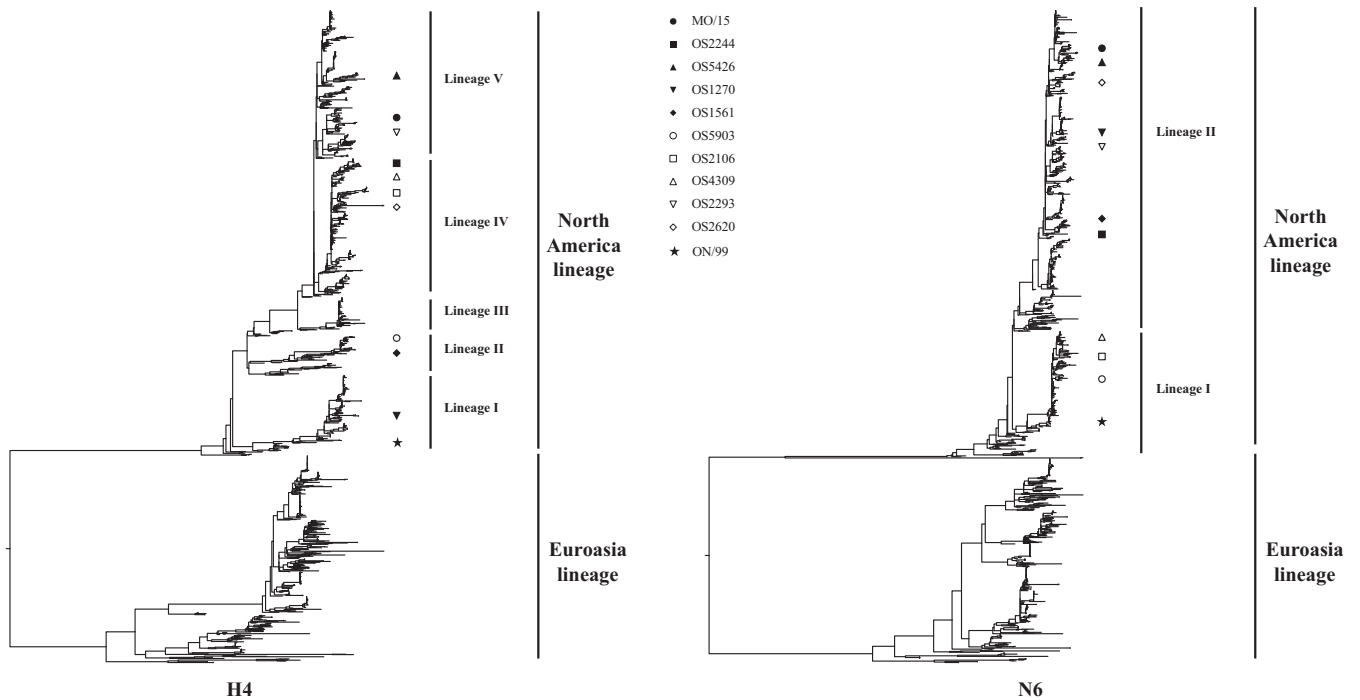 Lineage V
Lineage IV
Lineage III
Lineage II
Lineage I
North
America
lineage
Euroasia
lineage
H4
MO/15
OS2244
OS5426
OS1270
OS1561
OS5903
OS2106
OS4309
OS2293
OS2620
ON/99
Lineage II
Lineage I
North
America
lineage
Euroasia
lineage
N6